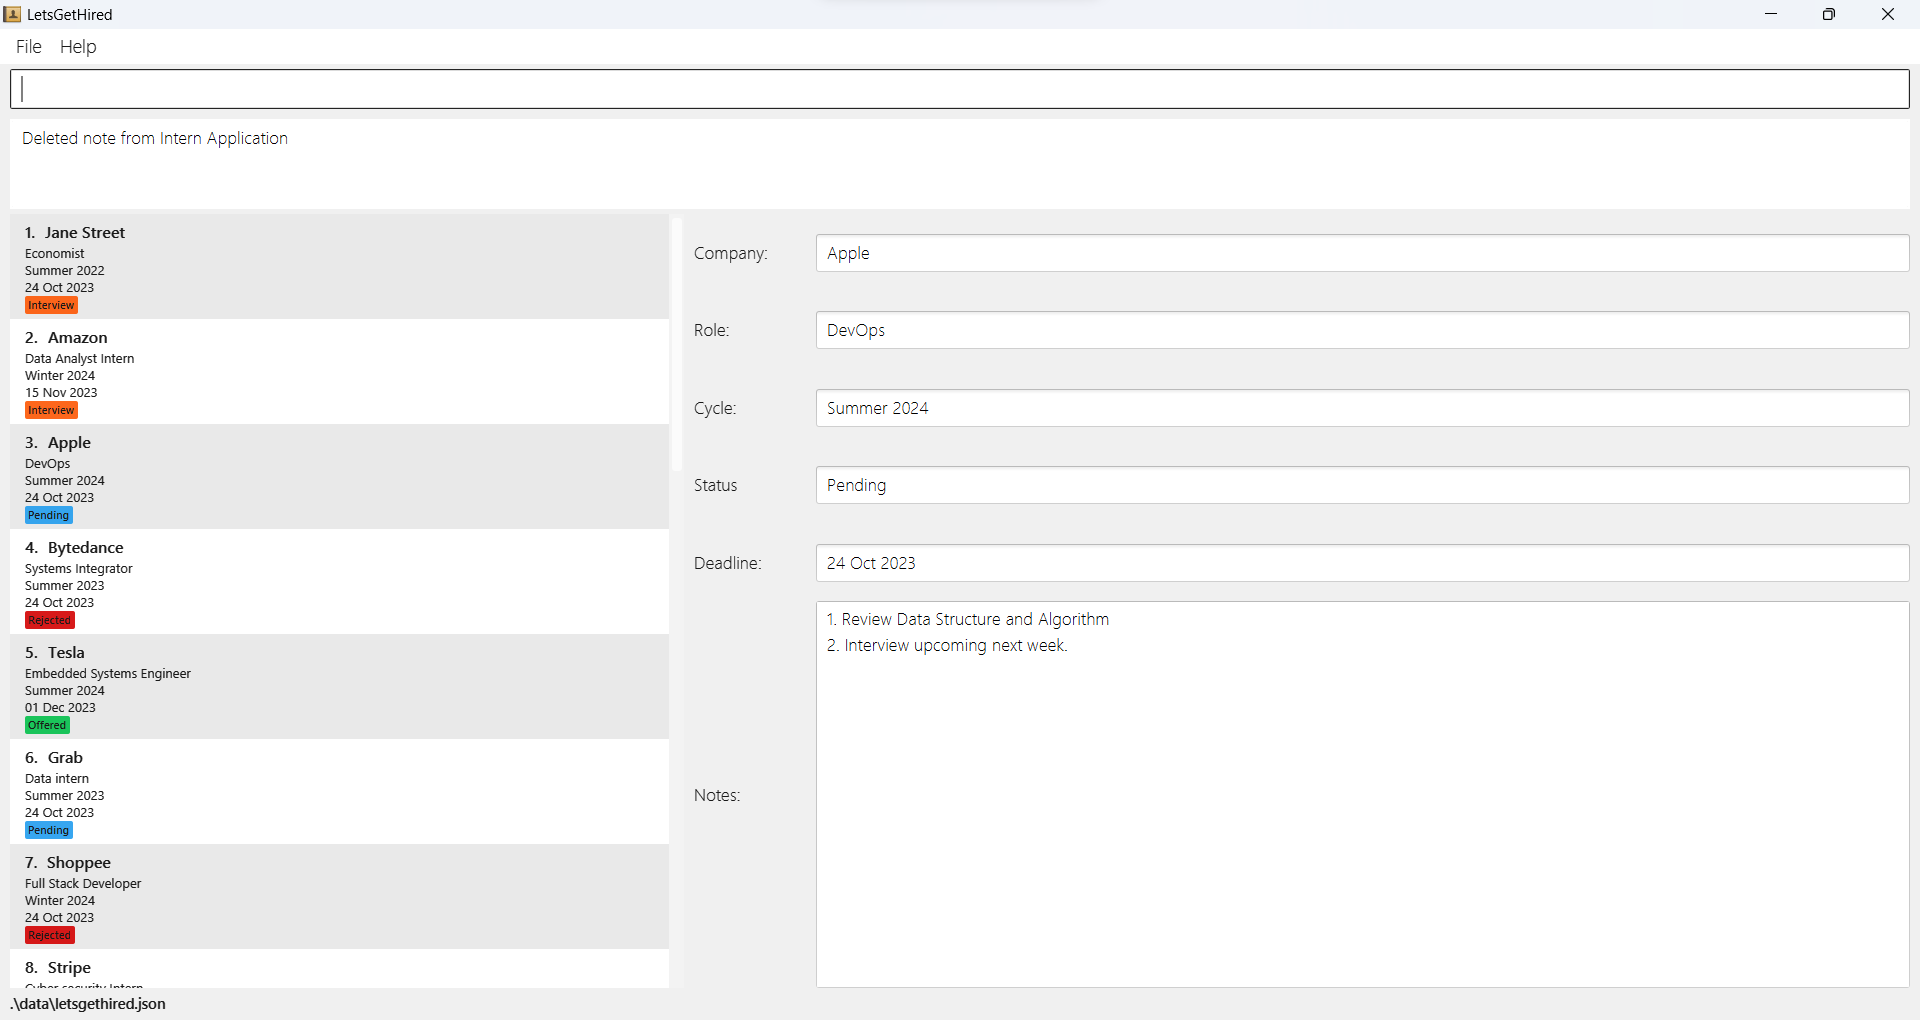 LetsGetHired
File Help
Deleted note from Intern Application
1. Jane Street
Economist
Summer 2022
24 Oct 2023
Interview
2. Amazon
Data Analyst Intern
Winter 2024
15 Nov 2023
Interview
3. Apple
DevOps
Summer 2024
24 Oct 2023
Pending
4. Bytedance
Systems Integrator
Summer 2023
24 Oct 2023
Rejected
5. Tesla
Embedded Systems Engineer
Summer 2024
01 Dec 2023
Offered
6. Grab
Data intern
Summer 2023
24 Oct 2023
Pending
7. Shoppee
Full Stack Developer
Winter 2024
24 Oct 2023
Rejected
8. Stripe
Cyber security Intern
Company: Apple
Role: DevOps
Cycle: Summer 2024
Status Pending
Deadline: 24 Oct 2023
Notes:
1. Review Data Structure and Algorithm
2. Interview upcoming next week.
.\data\letsgethired.json